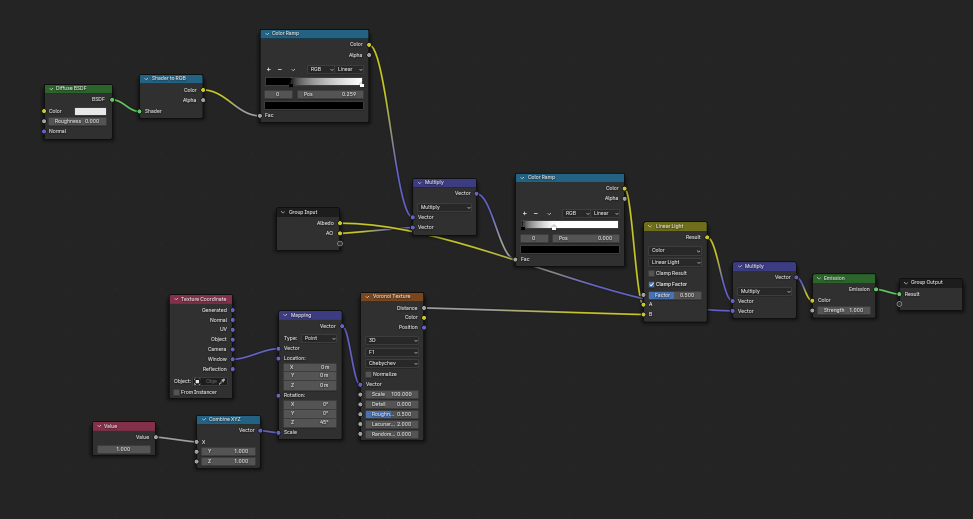 Diffuse BSDF
BSDF
Color
Roughness 0.000
Normal
Shader to RGB
Color
Alpha
Shader
Color Ramp
Color
Alpha
+ − RGB Linear
0 Pos 0.259
Fac
Group Input
Albedo
AO
Multiply
Vector
Multiply
Vector
Vector
Color Ramp
Color
Alpha
+ − RGB Linear
0 Pos 0.000
Fac
Linear Light
Result
Color
Linear Light
Clamp Result
Clamp Factor
Factor 0.500
A
B
Multiply
Vector
Multiply
Vector
Vector
Emission
Emission
Color
Strength 1.000
Group Output
Result
Texture Coordinate
Generated
Normal
UV
Object
Camera
Window
Reflection
Object:
From Instancer
Value
Value
1.000
Combine XYZ
Vector
X
Y 1.000
Z 1.000
Mapping
Vector
Type: Point
Vector
Location:
X 0 m
Y 0 m
Z 0 m
Rotation:
X 0°
Y 0°
Z 45°
Scale
Voronoi Texture
Distance
Color
Position
3D
F1
Chebychev
Normalize
Vector
Scale 100.000
Detail 0.000
Roughn.. 0.500
Lacunar.. 2.000
Random.. 0.000